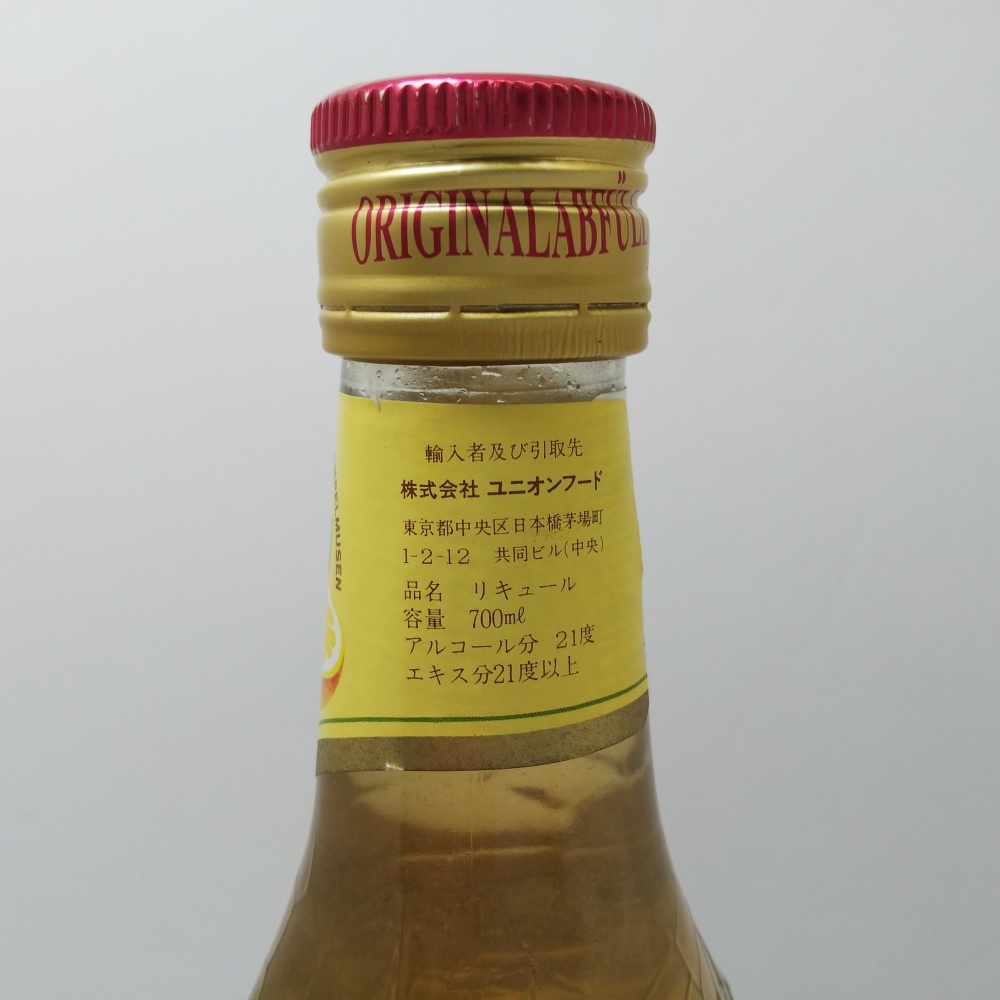 ORIGINALABFÜL
輸入者及び引取先
株式会社 ユニオンフード
東京都中央区日本橋茅場町
1-2-12 共同ビル(中央)
品名 リキュール
容量 700mℓ
アルコール分 21度
エキス分21度以上